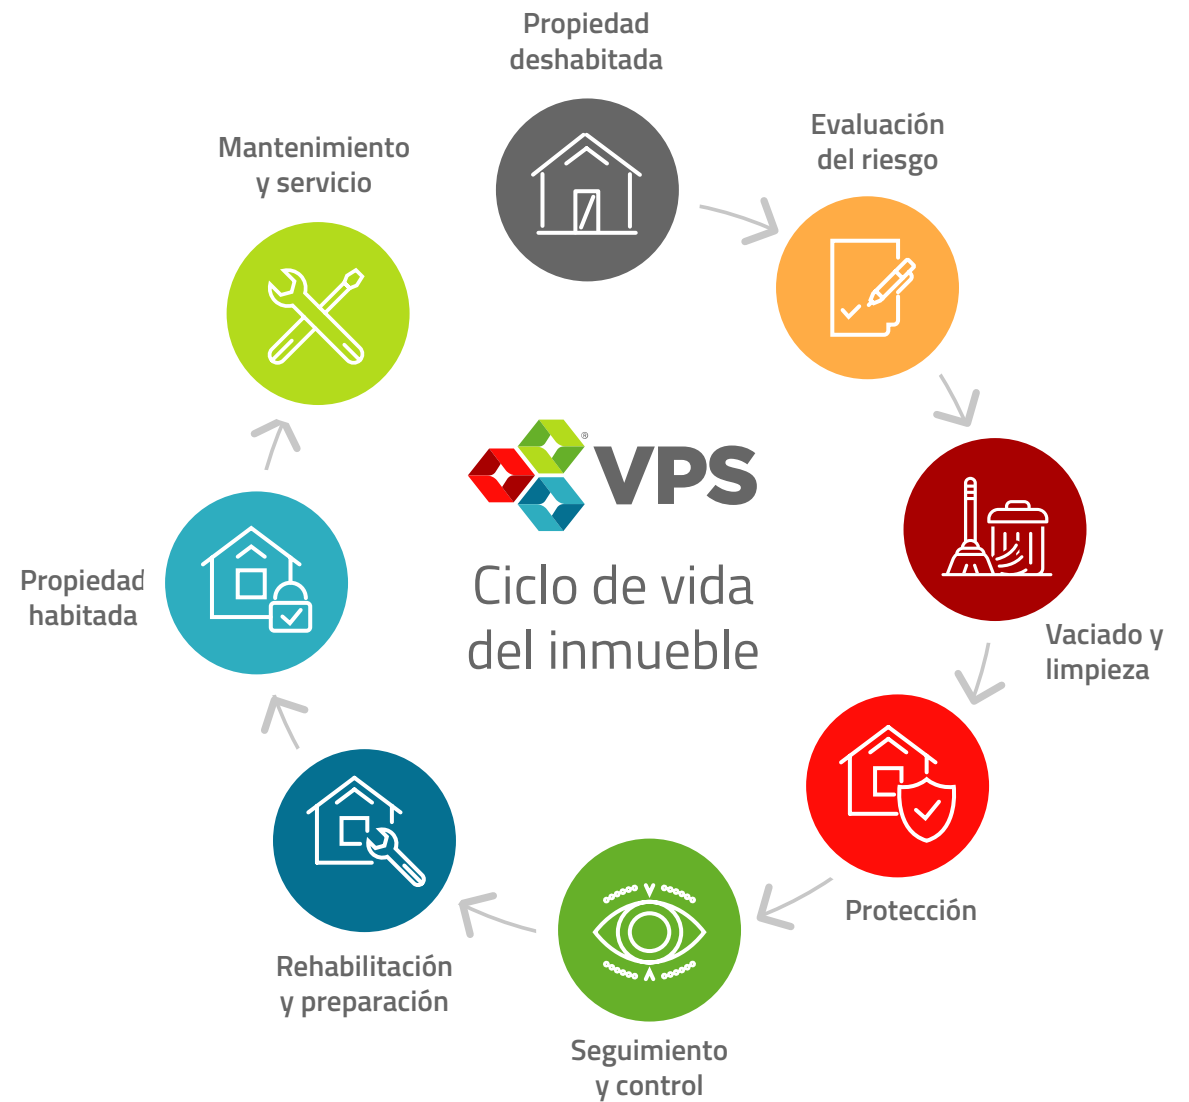 Propiedad
deshabitada
Evaluación
del riesgo
Mantenimiento
y servicio
® VPS
Ciclo de vida
del inmueble
Propiedad
habitada
Vaciado y
limpieza
Protección
Rehabilitación
y preparación
Seguimiento
y control